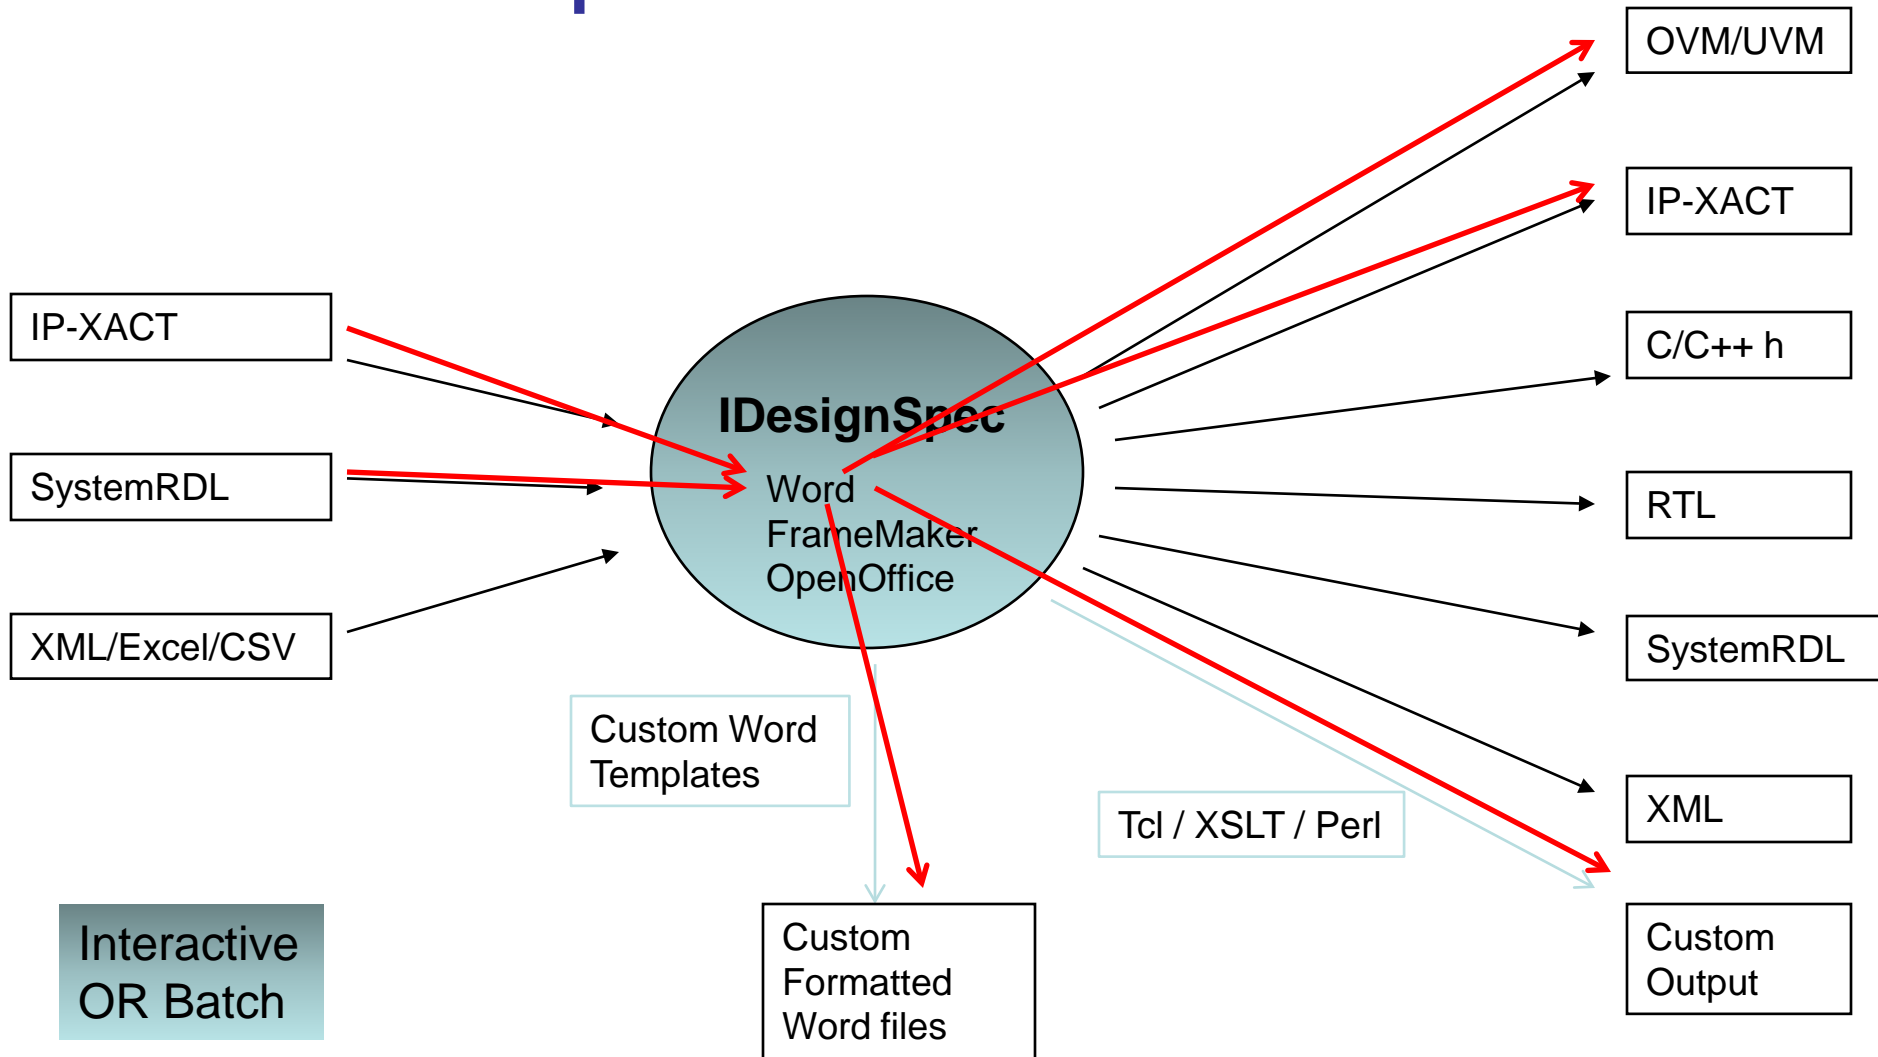 OVM/UVM
IP-XACT
IP-XACT
C/C++ h
IDesignSpec
SystemRDL
Word
FrameMaker
OpenOffice
RTL
XML/Excel/CSV
SystemRDL
Custom Word
Templates
Tcl / XSLT / Perl
XML
Interactive
OR Batch
Custom
Formatted
Word files
Custom
Output